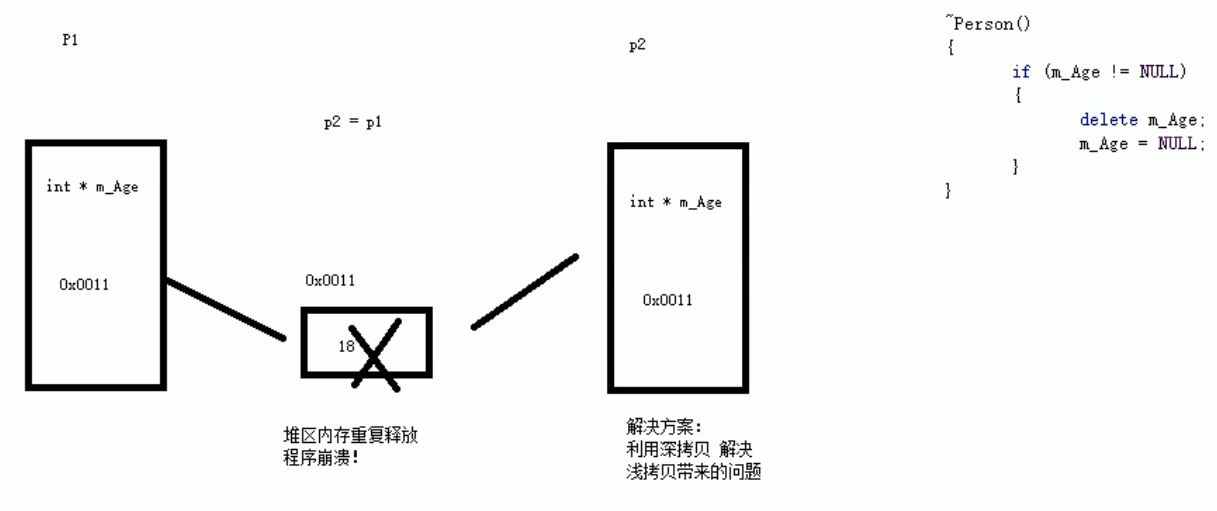 P1
p2
p2 = p1
int * m_Age
0x0011
0x0011
18
堆区内存重复释放
程序崩溃!
int * m_Age
0x0011
解决方案:
利用深拷贝 解决
浅拷贝带来的问题
~Person()
{
if (m_Age != NULL)
{
delete m_Age;
m_Age = NULL;
}
}